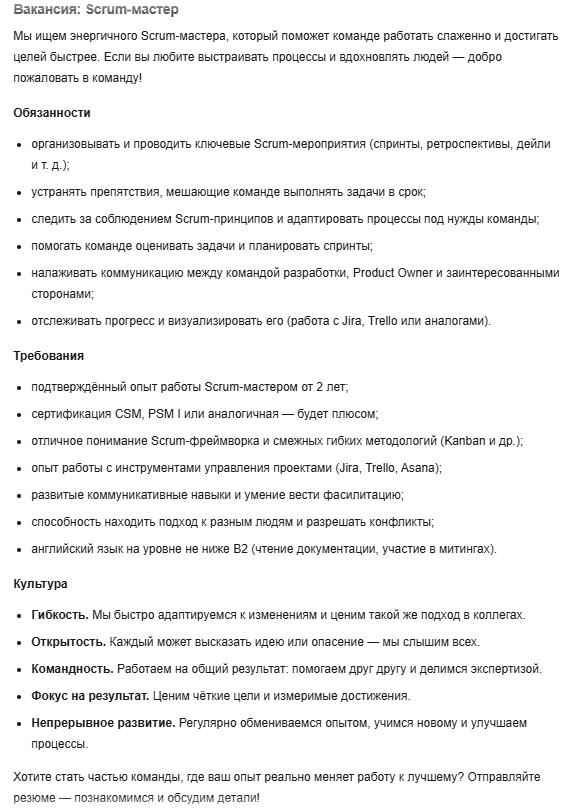 Вакансия: Scrum-мастер
Мы ищем энергичного Scrum-мастера, который поможет команде работать слаженно и достигать
целей быстрее. Если вы любите выстраивать процессы и вдохновлять людей — добро
пожаловать в команду!
Обязанности
• организовывать и проводить ключевые Scrum-мероприятия (спринты, ретроспективы, дейли
и т. д.);
• устранять препятствия, мешающие команде выполнять задачи в срок;
• следить за соблюдением Scrum-принципов и адаптировать процессы под нужды команды;
• помогать команде оценивать задачи и планировать спринты;
• налаживать коммуникацию между командой разработки, Product Owner и заинтересованными
сторонами;
• отслеживать прогресс и визуализировать его (работа с Jira, Trello или аналогами).
Требования
• подтверждённый опыт работы Scrum-мастером от 2 лет;
• сертификация CSM, PSM I или аналогичная — будет плюсом;
• отличное понимание Scrum-фреймворка и смежных гибких методологий (Kanban и др.);
• опыт работы с инструментами управления проектами (Jira, Trello, Asana);
• развитые коммуникативные навыки и умение вести фасилитацию;
• способность находить подход к разным людям и разрешать конфликты;
• английский язык на уровне не ниже B2 (чтение документации, участие в митингах).
Культура
• Гибкость. Мы быстро адаптируемся к изменениям и ценим такой же подход в коллегах.
• Открытость. Каждый может высказать идею или опасение — мы слышим всех.
• Командность. Работаем на общий результат: помогаем друг другу и делимся экспертизой.
• Фокус на результат. Ценим чёткие цели и измеримые достижения.
• Непрерывное развитие. Регулярно обмениваемся опытом, учимся новому и улучшаем
процессы.
Хотите стать частью команды, где ваш опыт реально меняет работу к лучшему? Отправляйте
резюме — познакомимся и обсудим детали!